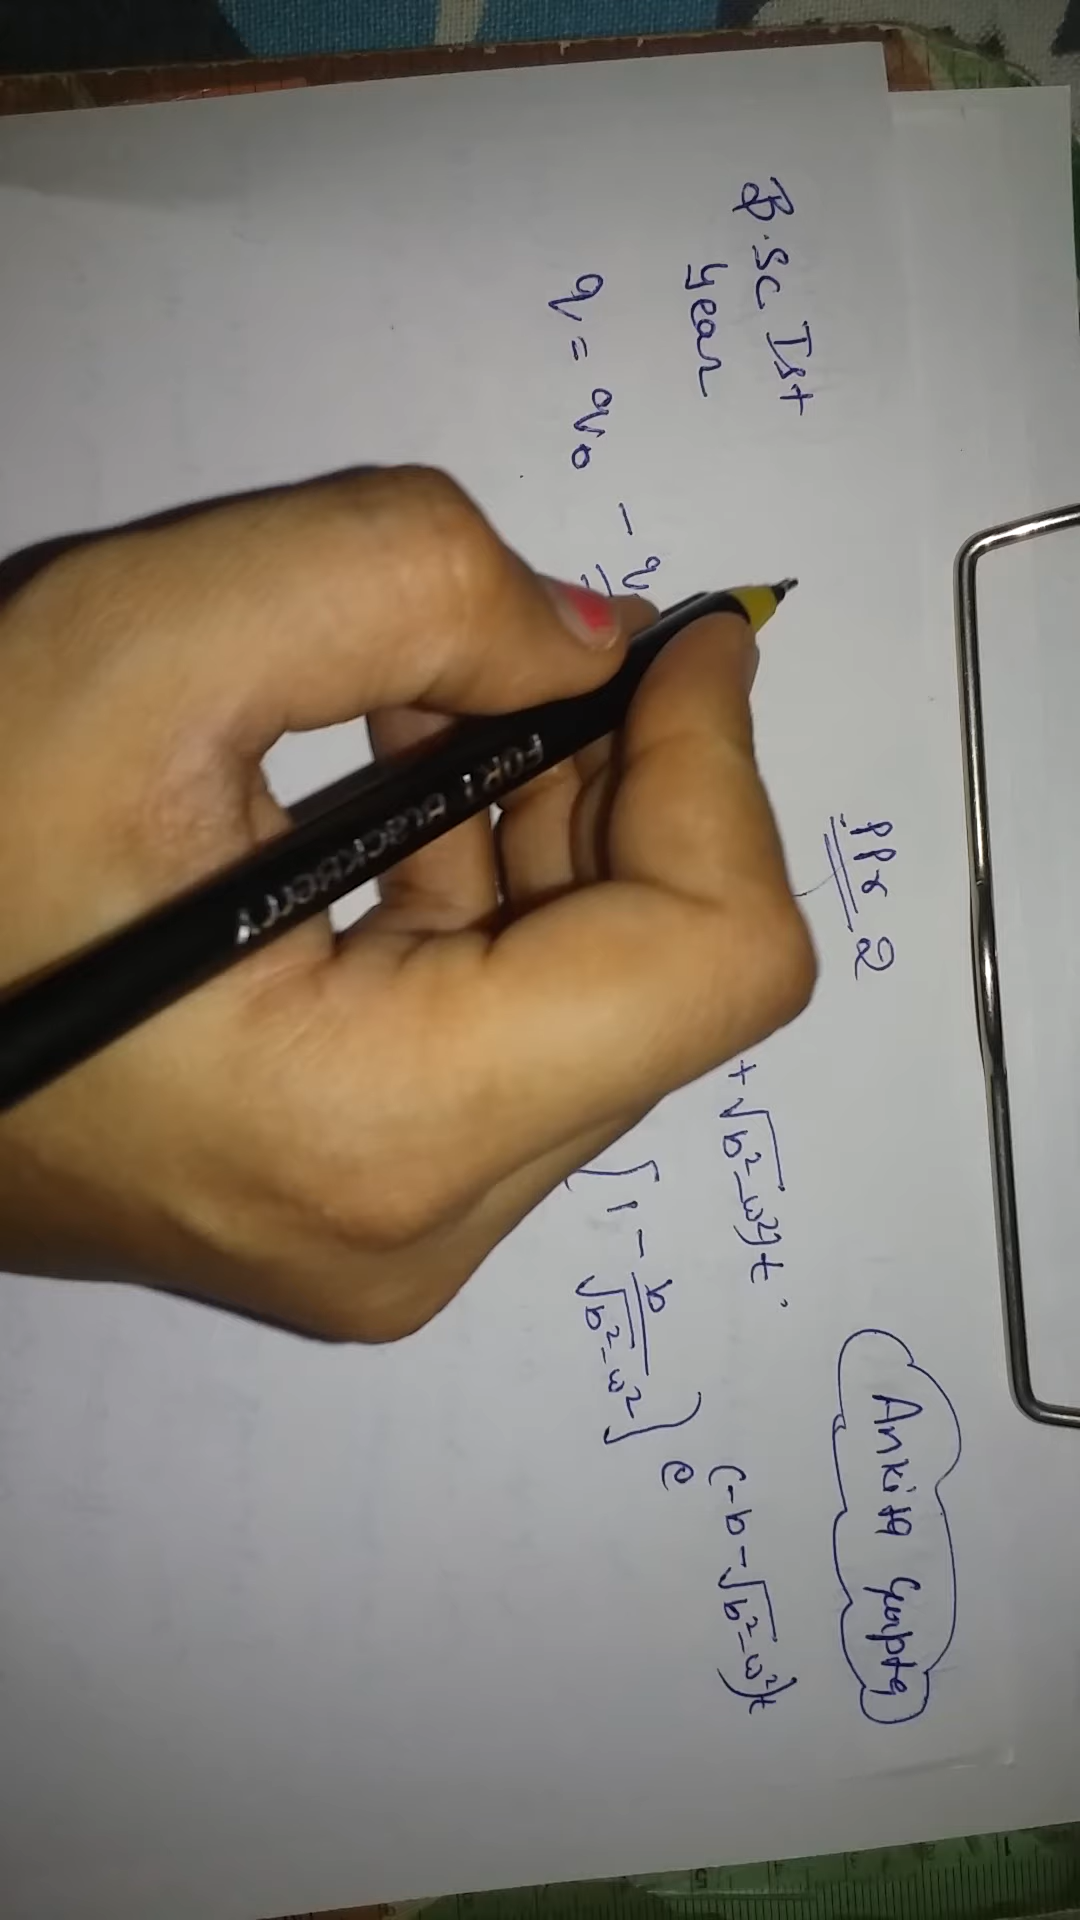 B.Sc Ist
year
PPr 2
Ankita Gupta
q = q₀ - q
+ √b²-ω²)t
{1 - b/√b²-ω²} e^(-b-√b²-ω²)t
FORT BLACKBERRY